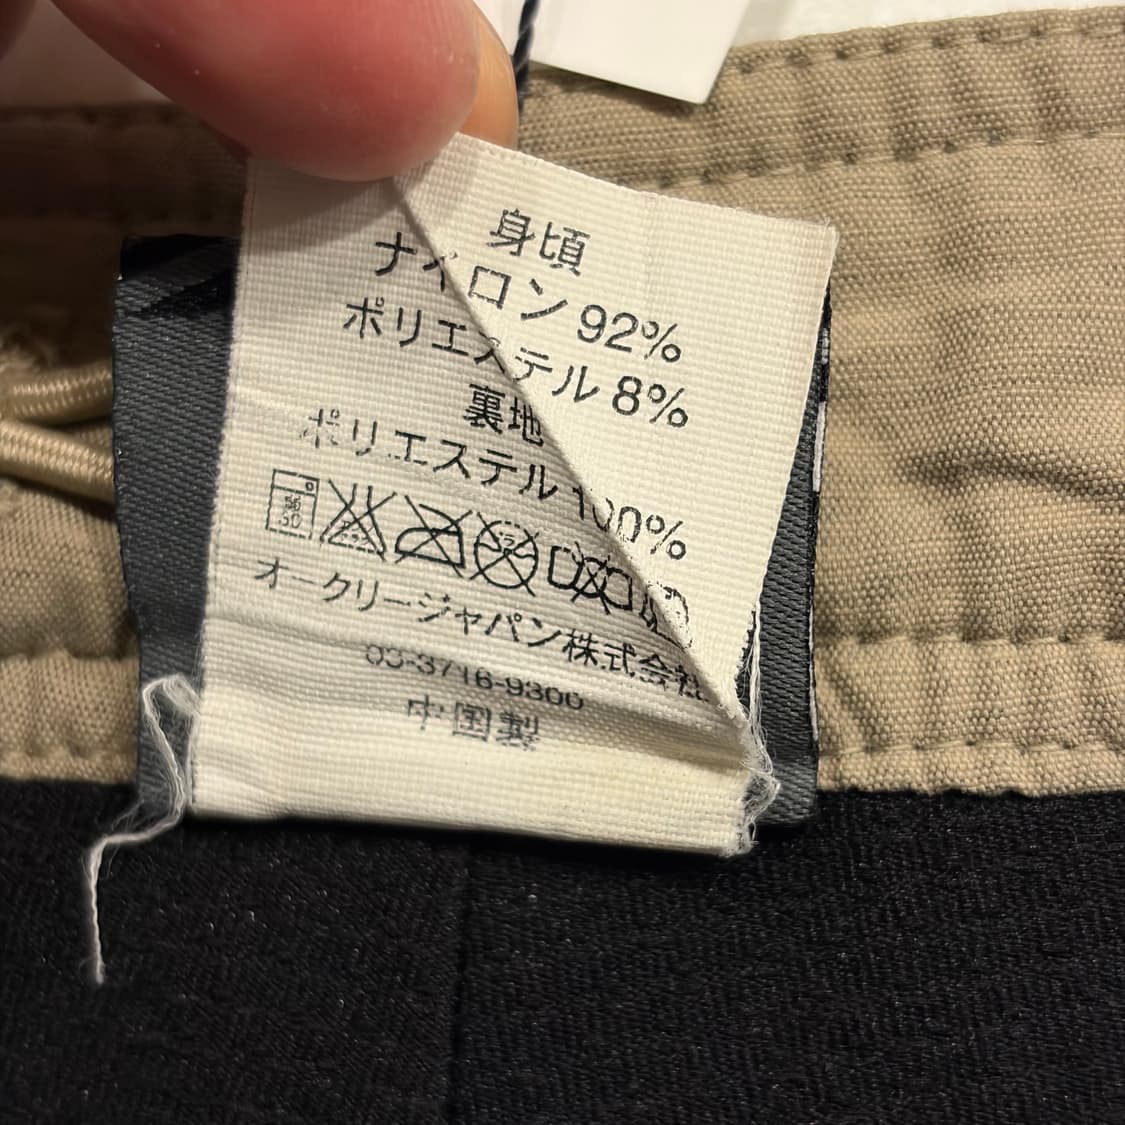 身頃
ナイロン 92%
ポリエステル 8%
裏地
ポリエステル 100%
オークリージャパン株式会社
03-3716-9300
中国製